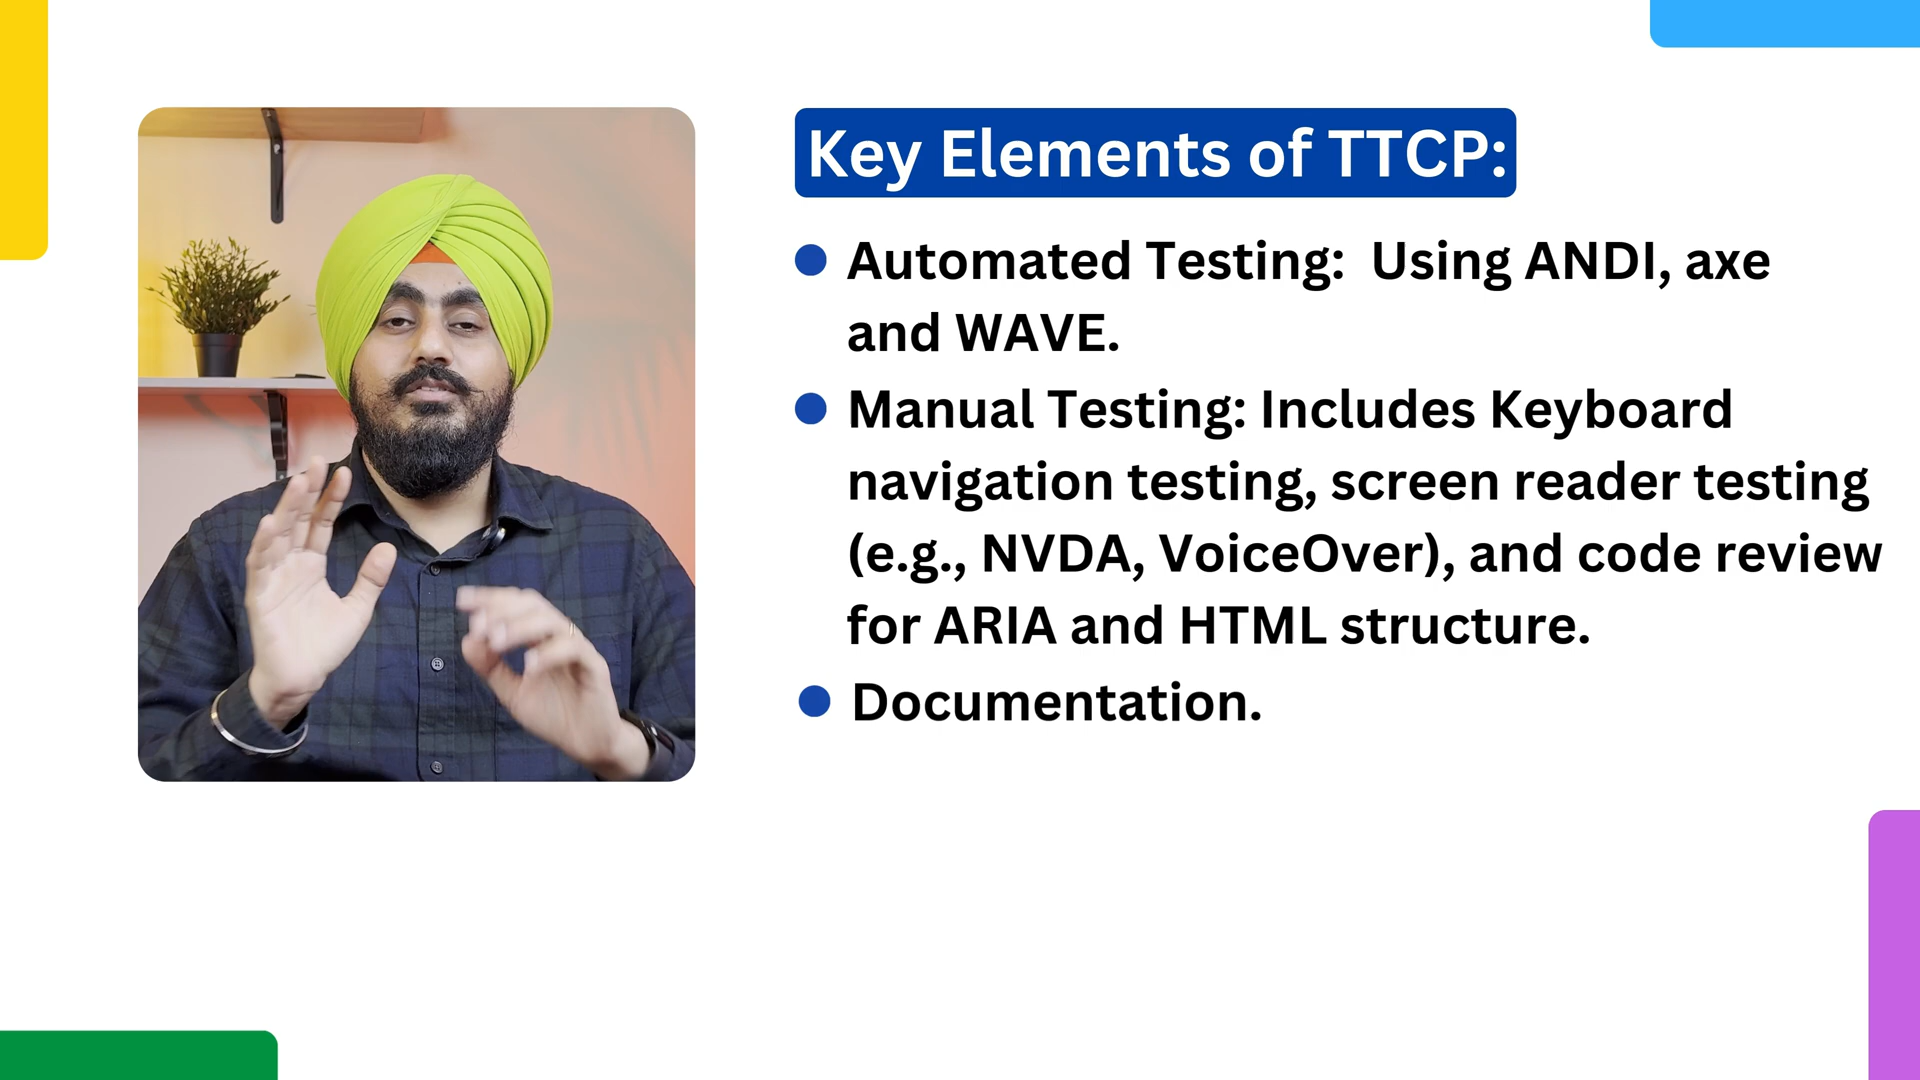 Key Elements of TTCP:
Automated Testing:  Using ANDI, axe
and WAVE.
Manual Testing: Includes Keyboard
navigation testing, screen reader testing
(e.g., NVDA, VoiceOver), and code review
for ARIA and HTML structure.
Documentation.